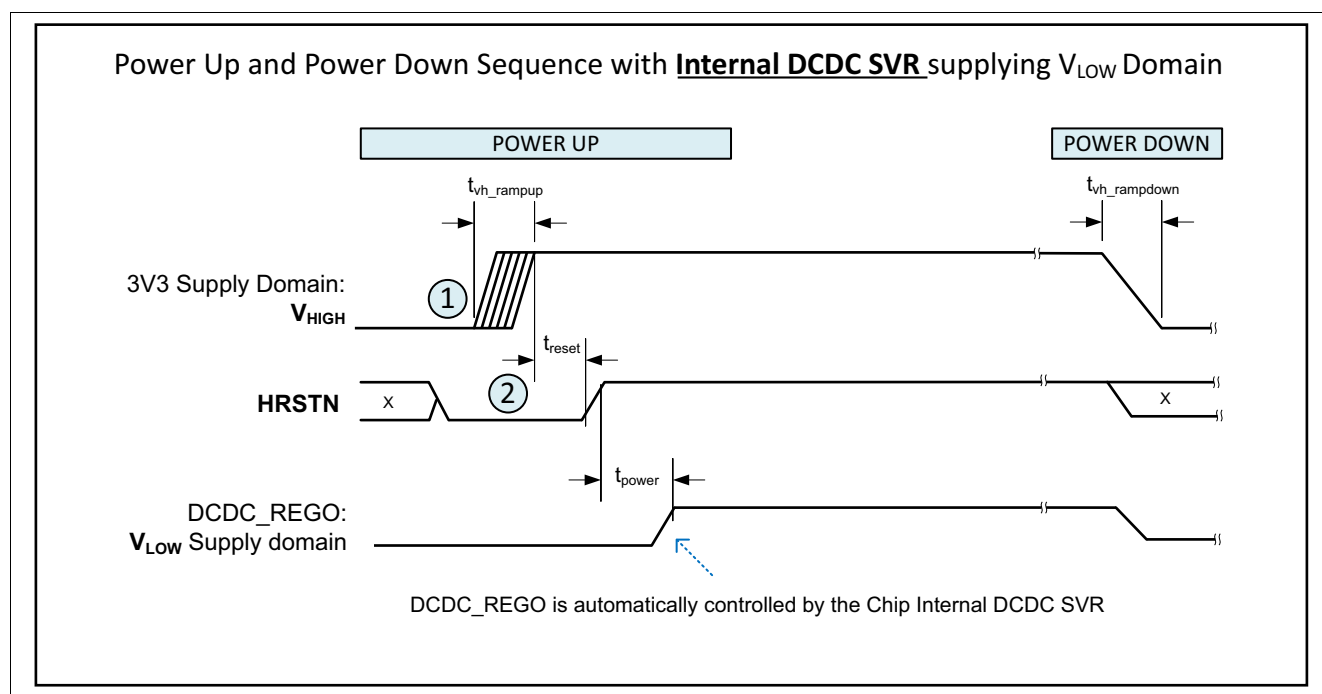 Power Up and Power Down Sequence with Internal DCDC SVR supplying VLOW Domain
POWER UP
POWER DOWN
tvh_rampup
tvh_rampdown
3V3 Supply Domain:
VHIGH
1
treset
HRSTN
X
2
X
tpower
DCDC_REGO:
VLOW Supply domain
DCDC_REGO is automatically controlled by the Chip Internal DCDC SVR